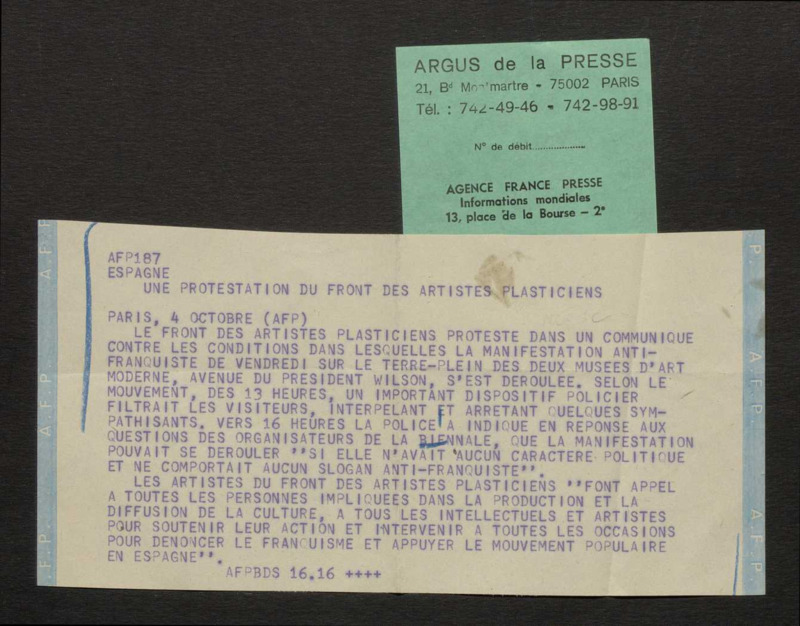 ARGUS de la PRESSE
21, Bd Montmartre - 75002 PARIS
Tél. : 742-49-46 - 742-98-91
N° de débit....................
AGENCE FRANCE PRESSE
Informations mondiales
13, place de la Bourse – 2e
AFP187
ESPAGNE
UNE PROTESTATION DU FRONT DES ARTISTES PLASTICIENS
PARIS, 4 OCTOBRE (AFP)
LE FRONT DES ARTISTES PLASTICIENS PROTESTE DANS UN COMMUNIQUE
CONTRE LES CONDITIONS DANS LESQUELLES LA MANIFESTATION ANTI-
FRANQUISTE DE VENDREDI SUR LE TERRE-PLEIN DES DEUX MUSEES D'ART
MODERNE, AVENUE DU PRESIDENT WILSON, S'EST DEROULEE. SELON LE
MOUVEMENT, DES 13 HEURES, UN IMPORTANT DISPOSITIF POLICIER
FILTRAIT LES VISITEURS, INTERPELANT ET ARRETANT QUELQUES SYM-
PATHISANTS. VERS 16 HEURES LA POLICE A INDIQUE EN REPONSE AUX
QUESTIONS DES ORGANISATEURS DE LA BIENNALE, QUE LA MANIFESTATION
POUVAIT SE DEROULER ''SI ELLE N'AVAIT AUCUN CARACTERE POLITIQUE
ET NE COMPORTAIT AUCUN SLOGAN ANTI-FRANQUISTE''.
LES ARTISTES DU FRONT DES ARTISTES PLASTICIENS ''FONT APPEL
A TOUTES LES PERSONNES IMPLIQUEES DANS LA PRODUCTION ET LA
DIFFUSION DE LA CULTURE, A TOUS LES INTELLECTUELS ET ARTISTES
POUR SOUTENIR LEUR ACTION ET INTERVENIR A TOUTES LES OCCASIONS
POUR DENONCER LE FRANQUISME ET APPUYER LE MOUVEMENT POPULAIRE
EN ESPAGNE''.
AFPBDS 16.16 ++++
A.F.P.
A.F.P.
A.F.P.
A.F.P.